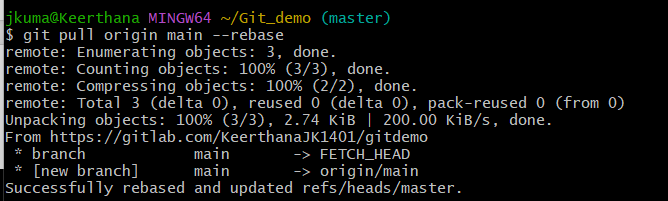 jkuma@Keerthana MINGW64 ~/Git_demo (master)
$ git pull origin main --rebase
remote: Enumerating objects: 3, done.
remote: Counting objects: 100% (3/3), done.
remote: Compressing objects: 100% (2/2), done.
remote: Total 3 (delta 0), reused 0 (delta 0), pack-reused 0 (from 0)
Unpacking objects: 100% (3/3), 2.74 KiB | 200.00 KiB/s, done.
From https://gitlab.com/KeerthanaJK1401/gitdemo
 * branch            main       -> FETCH_HEAD
 * [new branch]      main       -> origin/main
Successfully rebased and updated refs/heads/master.